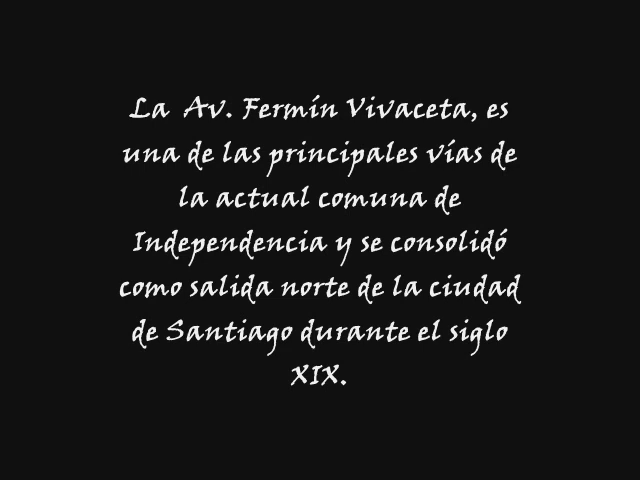 La Av. Fermín Vivaceta, es
una de las principales vías de
la actual comuna de
Independencia y se consolidó
como salida norte de la ciudad
de Santiago durante el siglo
XIX.